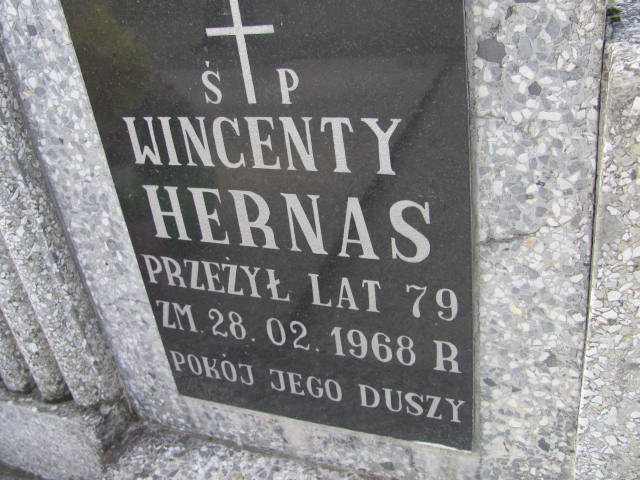 Ś P
WINCENTY
HERNAS
PRZEŻYŁ LAT 79
ZM. 28. 02. 1968 R
POKÓJ JEGO DUSZY